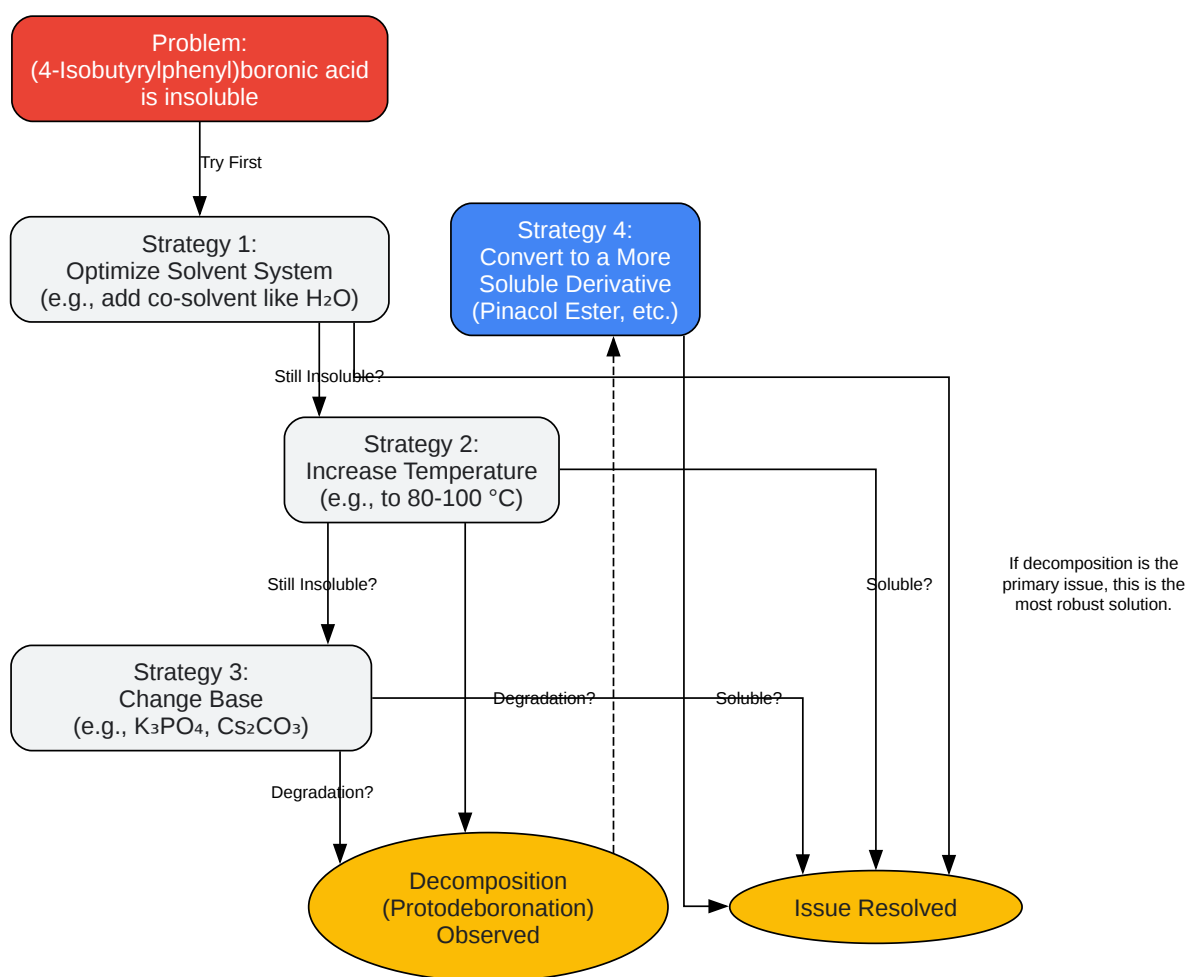 Problem:
(4-Isobutyrylphenyl)boronic acid
is insoluble
Try First
Strategy 1:
Optimize Solvent System
(e.g., add co-solvent like H₂O)
Strategy 4:
Convert to a More
Soluble Derivative
(Pinacol Ester, etc.)
Still Insoluble?
Strategy 2:
Increase Temperature
(e.g., to 80-100 °C)
Still Insoluble?
Soluble?
If decomposition is the
primary issue, this is the
most robust solution.
Strategy 3:
Change Base
(e.g., K₃PO₄, Cs₂CO₃)
Degradation?
Soluble?
Degradation?
Decomposition
(Protodeboronation)
Observed
Issue Resolved